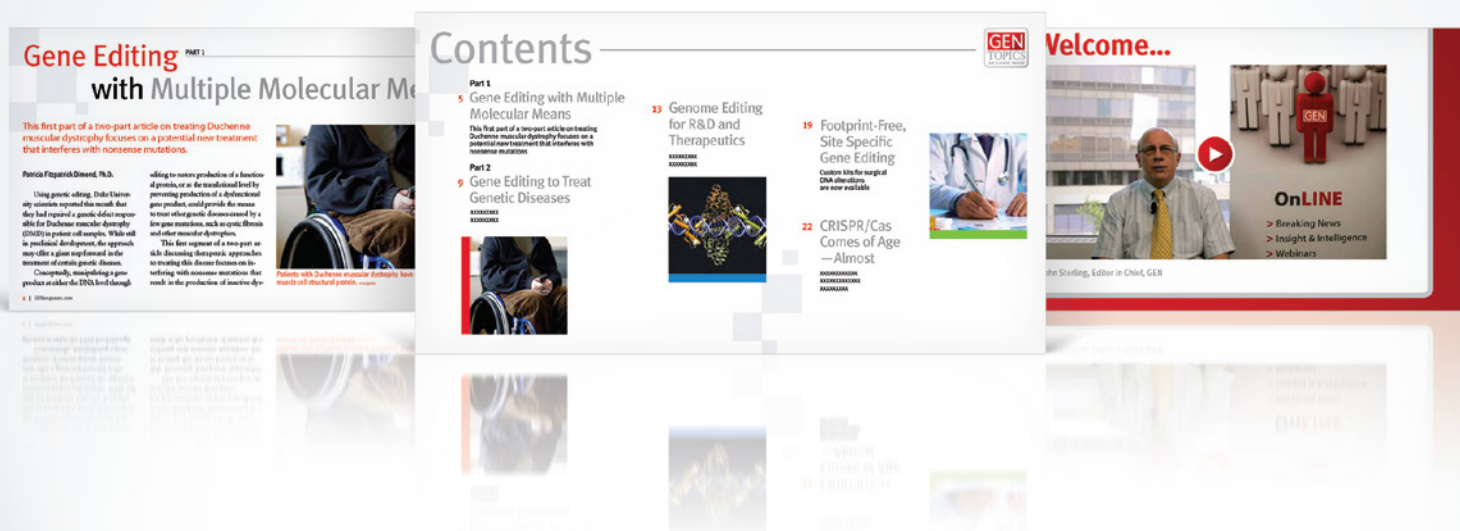 Gene Editing PART 1
with Multiple Molecular Me
This first part of a two-part article on treating Duchenne
muscular dystrophy focuses on a potential new treatment
that interferes with nonsense mutations.
Patricia Fitzpatrick Dimond, Ph.D.
Using genetic editing, Duke Univer-
sity scientists reported this month that
they had repaired a genetic defect respon-
sible for Duchenne muscular dystrophy
(DMD) in patient cell samples. While still
in preclinical development, the approach
may offer a giant step forward in the
treatment of certain genetic diseases.
Conceptually, manipulating a gene
product at either the DNA level through
editing to restore production of a function-
al protein, or at the translational level by
preventing production of a dysfunctional
gene product, could provide the means
to treat other genetic diseases caused by a
few gene mutations, such as cystic fibrosis
and other muscular dystrophies.
This first segment of a two-part ar-
ticle discussing therapeutic approaches
to treating this disease focuses on in-
terfering with nonsense mutations that
result in the production of inactive dys-
Patients with Duchenne muscular dystrophy have
muscle cell structural protein.
Contents
GEN
TOPICS
Part 1
5 Gene Editing with Multiple
Molecular Means
This first part of a two-part article on treating
Duchenne muscular dystrophy focuses on a
potential new treatment that interferes with
nonsense mutations
Part 2
9 Gene Editing to Treat
Genetic Diseases
xxxxxxxxx
xxxxxxxxx
13 Genome Editing
for R&D and
Therapeutics
xxxxxxxxx
xxxxxxxxx
19 Footprint-Free,
Site Specific
Gene Editing
Custom kits for surgical
DNA alterations
are now available
22 CRISPR/Cas
Comes of Age
—Almost
xxxxxxxxxxxx
xxxxxxxxxxxx
xxxxxxxxx
Welcome...
GEN
OnLINE
> Breaking News
> Insight & Intelligence
> Webinars
ohn Sterling, Editor in Chief, GEN